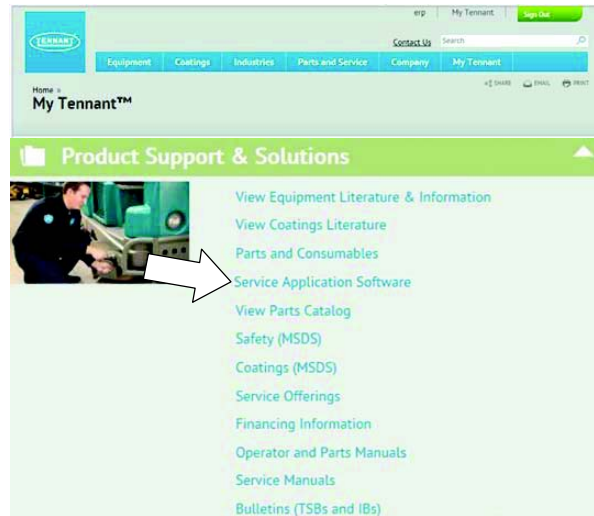 erp My Tennant Sign Out
TENNANT
Contact Us Search
Equipment Coatings Industries Parts and Service Company My Tennant
SHARE EMAIL PRINT
Home »
My Tennant™
Product Support & Solutions
View Equipment Literature & Information
View Coatings Literature
Parts and Consumables
Service Application Software
View Parts Catalog
Safety (MSDS)
Coatings (MSDS)
Service Offerings
Financing Information
Operator and Parts Manuals
Service Manuals
Bulletins (TSBs and IBs)